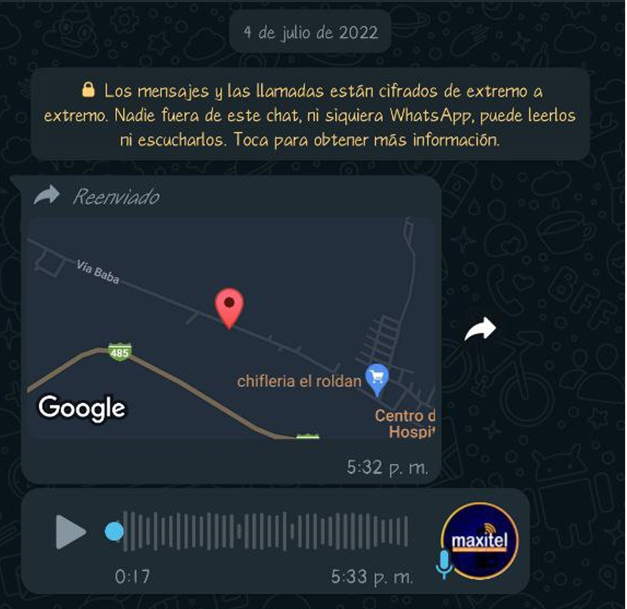 4 de julio de 2022
Los mensajes y las llamadas están cifrados de extremo a
extremo. Nadie fuera de este chat, ni siquiera WhatsApp, puede leerlos
ni escucharlos. Toca para obtener más información.
Reenviado
Vía Baba
485
chifleria el roldan
Google
Centro d
Hospi
5:32 p. m.
maxitel
0:17
5:33 p. m.